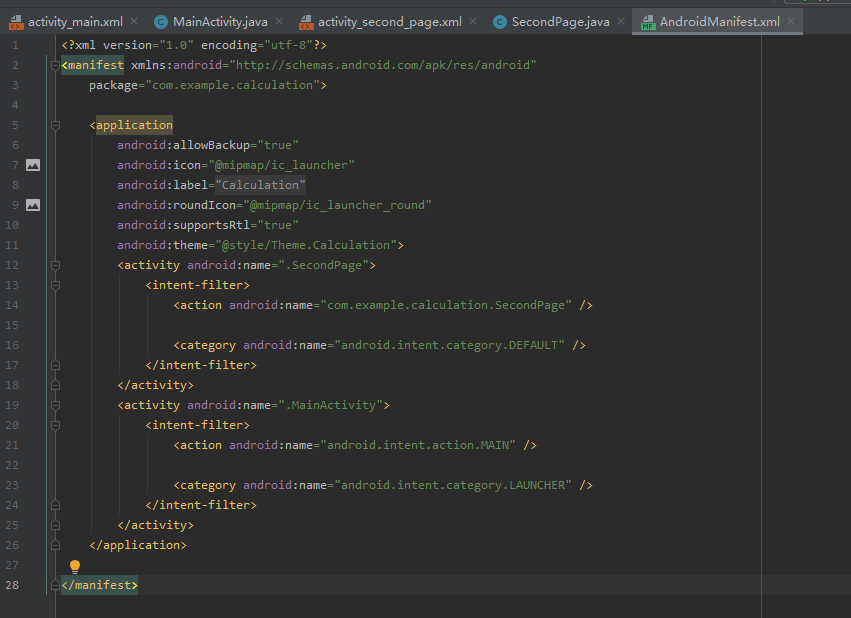 activity_main.xml MainActivity.java activity_second_page.xml SecondPage.java AndroidManifest.xml
1 <?xml version="1.0" encoding="utf-8"?>
2 <manifest xmlns:android="http://schemas.android.com/apk/res/android"
3 package="com.example.calculation">
4
5 <application
6 android:allowBackup="true"
7 android:icon="@mipmap/ic_launcher"
8 android:label="Calculation"
9 android:roundIcon="@mipmap/ic_launcher_round"
10 android:supportsRtl="true"
11 android:theme="@style/Theme.Calculation">
12 <activity android:name=".SecondPage">
13 <intent-filter>
14 <action android:name="com.example.calculation.SecondPage" />
15
16 <category android:name="android.intent.category.DEFAULT" />
17 </intent-filter>
18 </activity>
19 <activity android:name=".MainActivity">
20 <intent-filter>
21 <action android:name="android.intent.action.MAIN" />
22
23 <category android:name="android.intent.category.LAUNCHER" />
24 </intent-filter>
25 </activity>
26 </application>
27
28 </manifest>